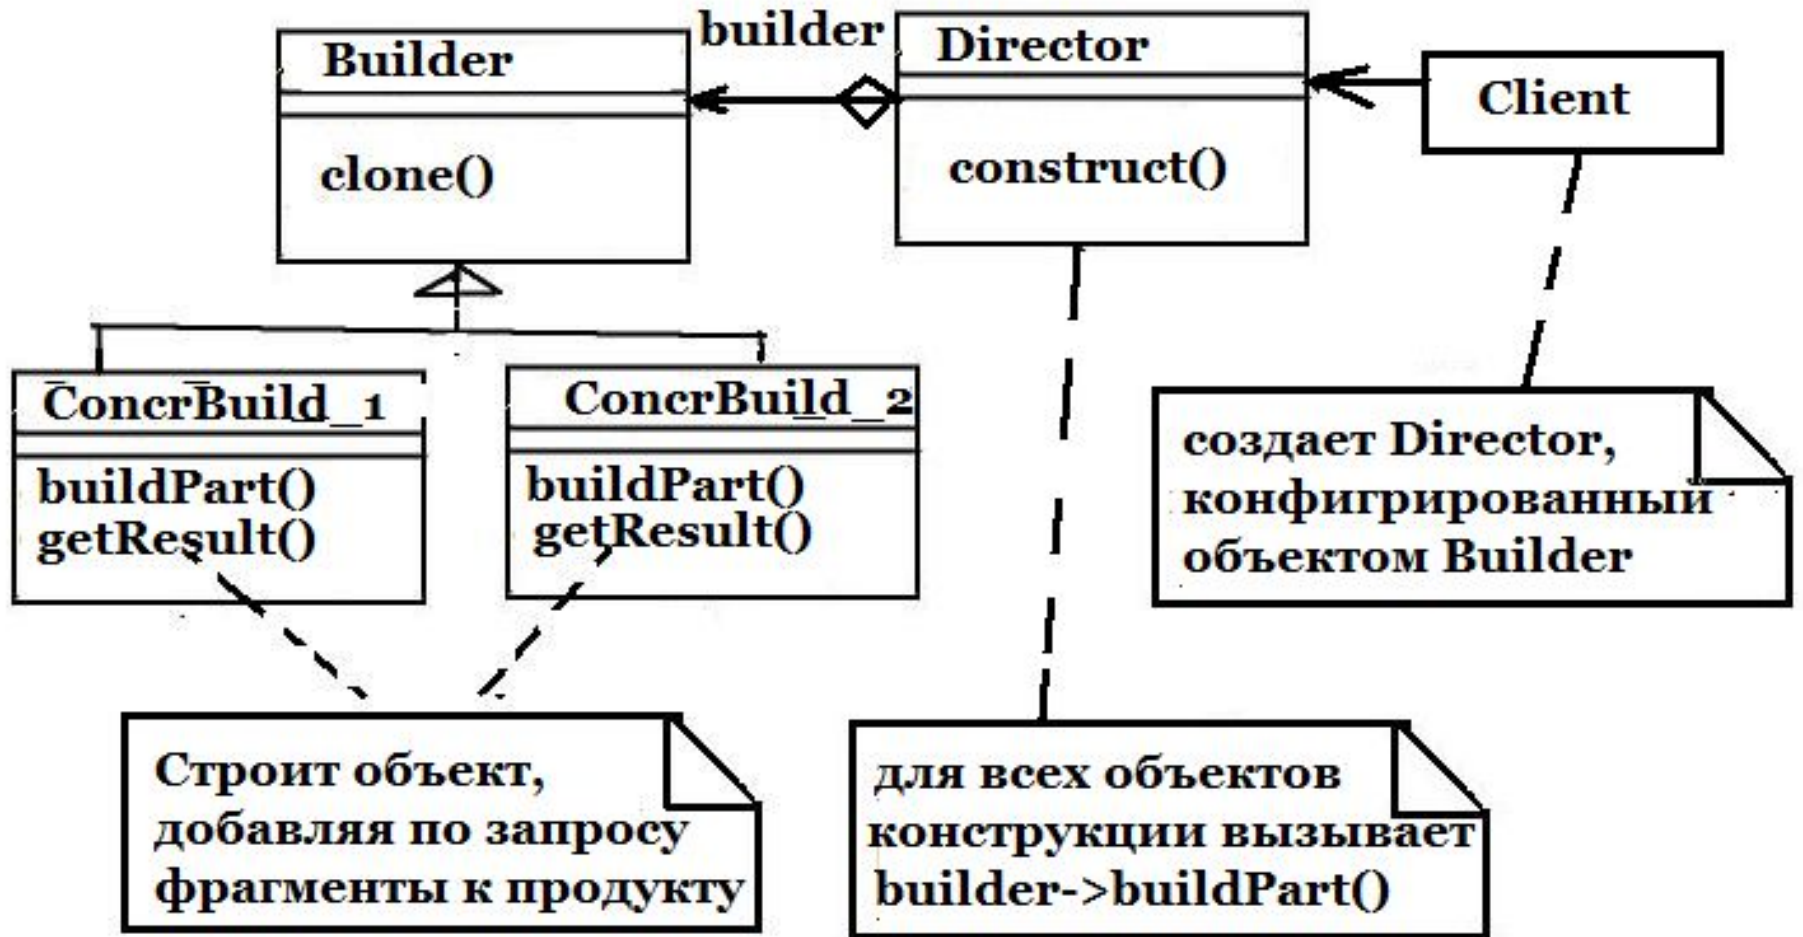 Builder
clone()
builder
Director
construct()
Client
ConcrBuild_1
buildPart()
getResult()
ConcrBuild_2
buildPart()
getResult()
создает Director,
конфигрированный
объектом Builder
Строит объект,
добавляя по запросу
фрагменты к продукту
для всех объектов
конструкции вызывает
builder->buildPart()